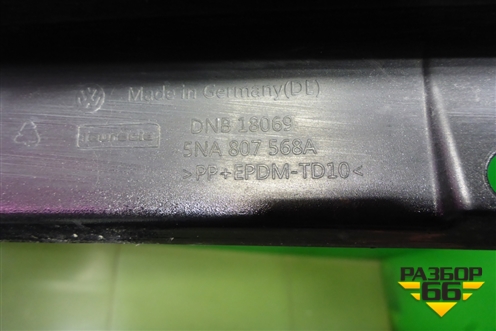 Made in Germany(DE)
DNB 18069
5NA 807 568A
>PP+EPDM-TD10<
РАЗБОР
66